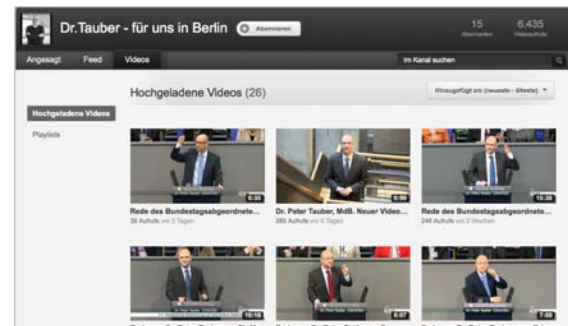 Dr.Tauber - für uns in Berlin
Abonnieren
15
Abonnenten
6.435
Videoaufrufe
Angesagt
Feed
Videos
Im Kanal suchen
Hochgeladene Videos (26)
Hinzugefügt am (neueste - älteste)
Hochgeladene Videos
Playlists
6:35
5:59
10:39
Rede des Bundestagsabgeordnete...
39 Aufrufe vor 3 Tagen
Dr. Peter Tauber, MdB. Neuer Video...
285 Aufrufe vor 6 Tagen
Rede des Bundestagsabgeordnete...
246 Aufrufe vor 2 Wochen
10:16
6:07
7:09